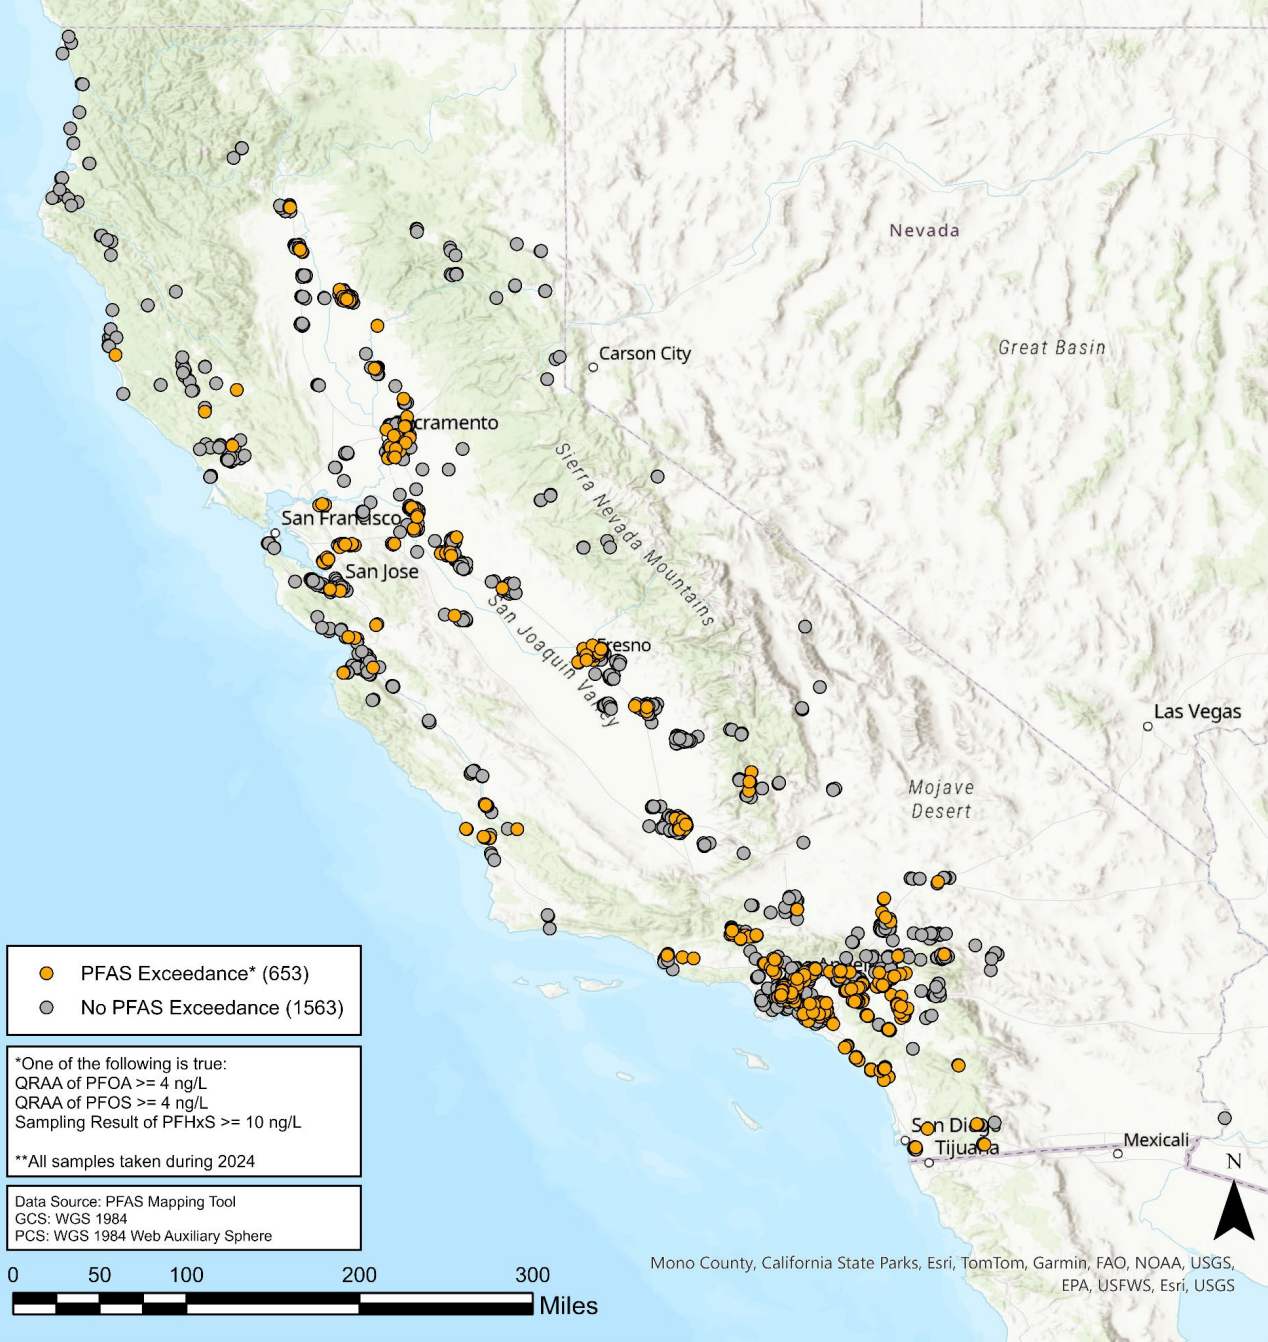 Nevada
Great Basin
Carson City
cramento
Sierra Nevada Mountains
San Francisco
San Jose
San Joaquin Valley
Fresno
Las Vegas
Mojave
Desert
San Diego
Tijuana
Mexicali
N
PFAS Exceedance* (653)
No PFAS Exceedance (1563)
*One of the following is true:
QRAA of PFOA >= 4 ng/L
QRAA of PFOS >= 4 ng/L
Sampling Result of PFHxS >= 10 ng/L
**All samples taken during 2024
Data Source: PFAS Mapping Tool
GCS: WGS 1984
PCS: WGS 1984 Web Auxiliary Sphere
0 50 100 200 300
Miles
Mono County, California State Parks, Esri, TomTom, Garmin, FAO, NOAA, USGS,
EPA, USFWS, Esri, USGS